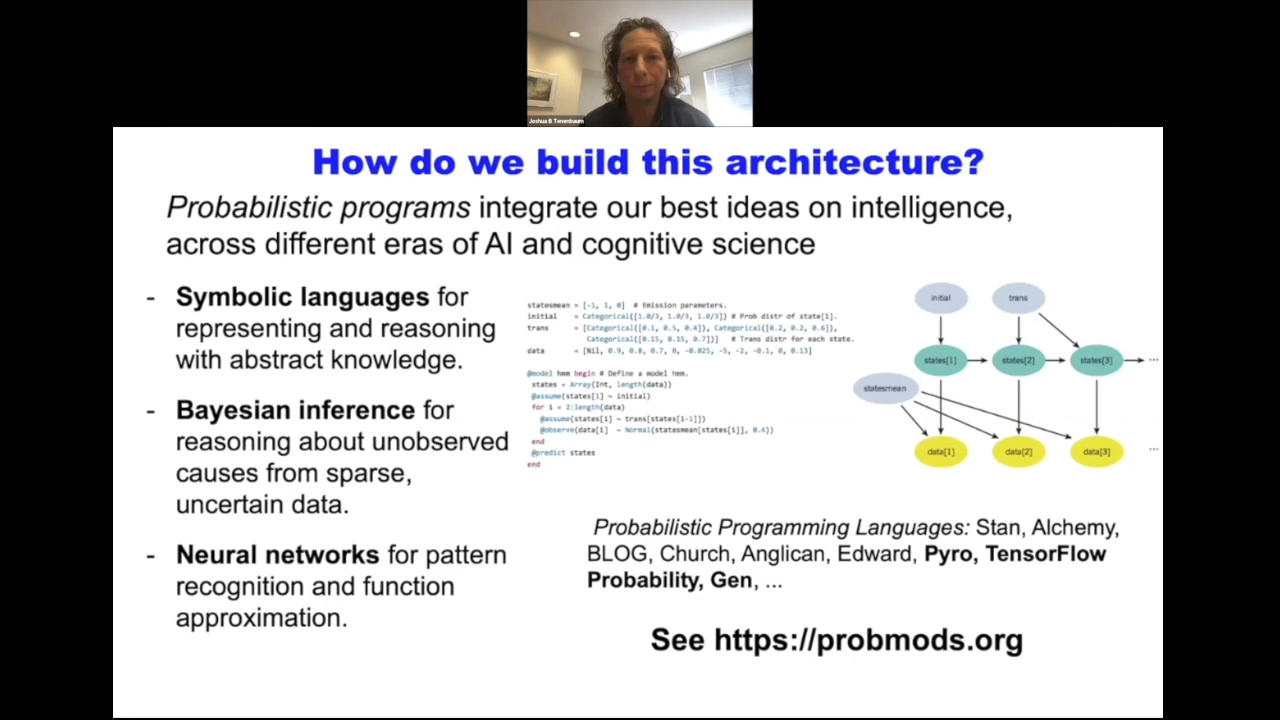 Joshua B Tenenbaum
How do we build this architecture?
Probabilistic programs integrate our best ideas on intelligence,
across different eras of AI and cognitive science
- Symbolic languages for
representing and reasoning
with abstract knowledge.
- Bayesian inference for
reasoning about unobserved
causes from sparse,
uncertain data.
- Neural networks for pattern
recognition and function
approximation.
statesmean = [-1, 1, 0] # Emission parameters.
initial = Categorical([1.0/3, 1.0/3, 1.0/3]) # Prob distr of state[1].
trans = [Categorical([0.1, 0.5, 0.4]), Categorical([0.2, 0.2, 0.6]),
Categorical([0.15, 0.15, 0.7])] # Trans distr for each state.
data = [Nil, 0.9, 0.8, 0.7, 0, -0.025, -5, -2, -0.1, 0, 0.13]
@model hmm begin # Define a model hmm.
states = Array(Int, length(data))
@assume(states[1] ~ initial)
for i = 2:length(data)
@assume(states[i] ~ trans[states[i-1]])
@observe(data[i] ~ Normal(statesmean[states[i]], 0.4))
end
@predict states
end
initial
trans
states[1]
states[2]
states[3]
...
statesmean
data[1]
data[2]
data[3]
...
Probabilistic Programming Languages: Stan, Alchemy,
BLOG, Church, Anglican, Edward, Pyro, TensorFlow
Probability, Gen, ...
See https://probmods.org